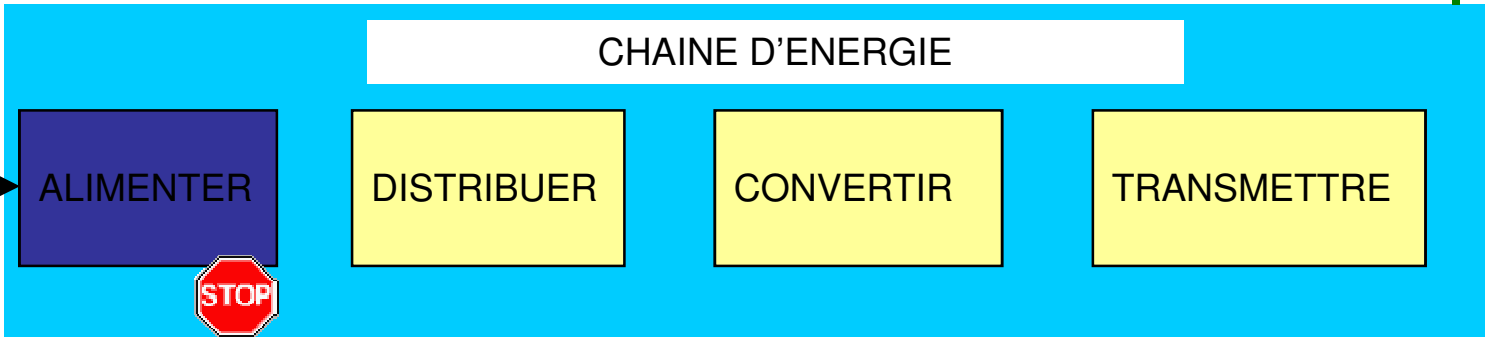 CHAINE D’ENERGIE
ALIMENTER
DISTRIBUER
CONVERTIR
TRANSMETTRE
STOP